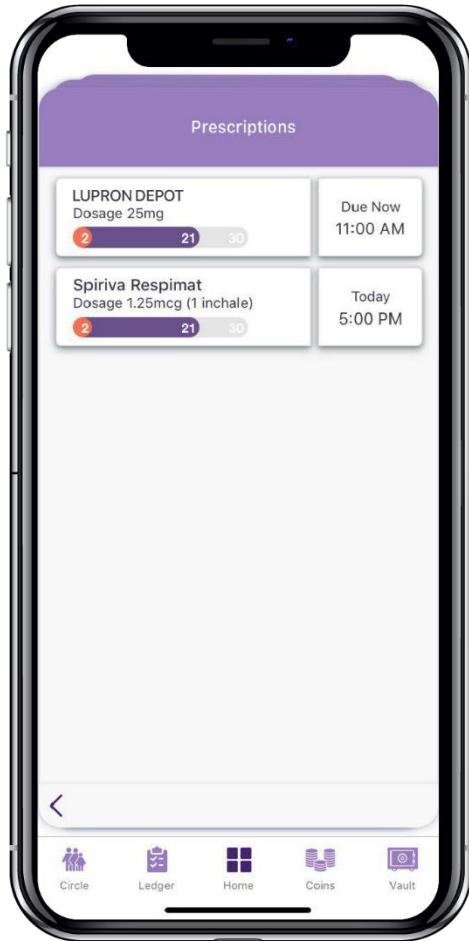 Prescriptions
LUPRON DEPOT
Dosage 25mg
2 21 30
Due Now
11:00 AM
Spiriva Respimat
Dosage 1.25mcg (1 inchale)
2 21 30
Today
5:00 PM
Circle Ledger Home Coins Vault